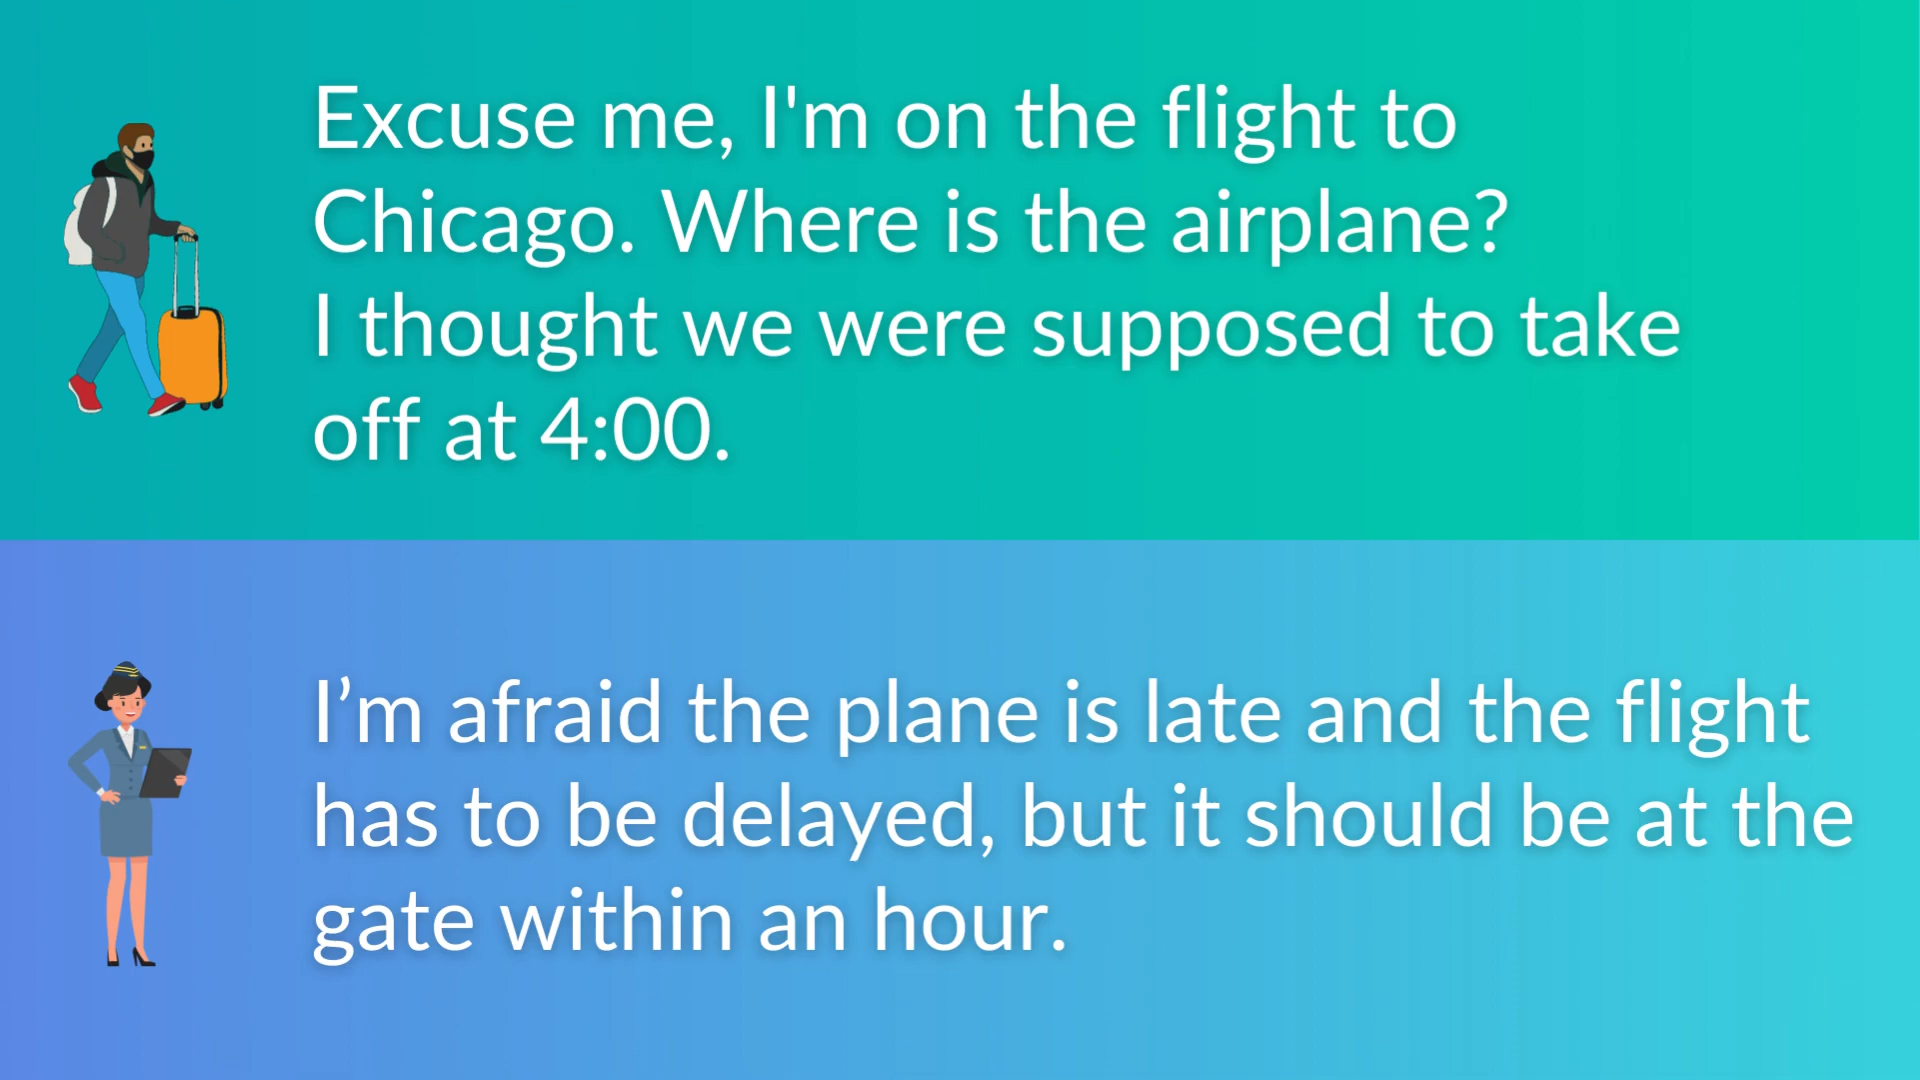 Excuse me, I'm on the flight to
Chicago. Where is the airplane?
I thought we were supposed to take
off at 4:00.
I’m afraid the plane is late and the flight
has to be delayed, but it should be at the
gate within an hour.